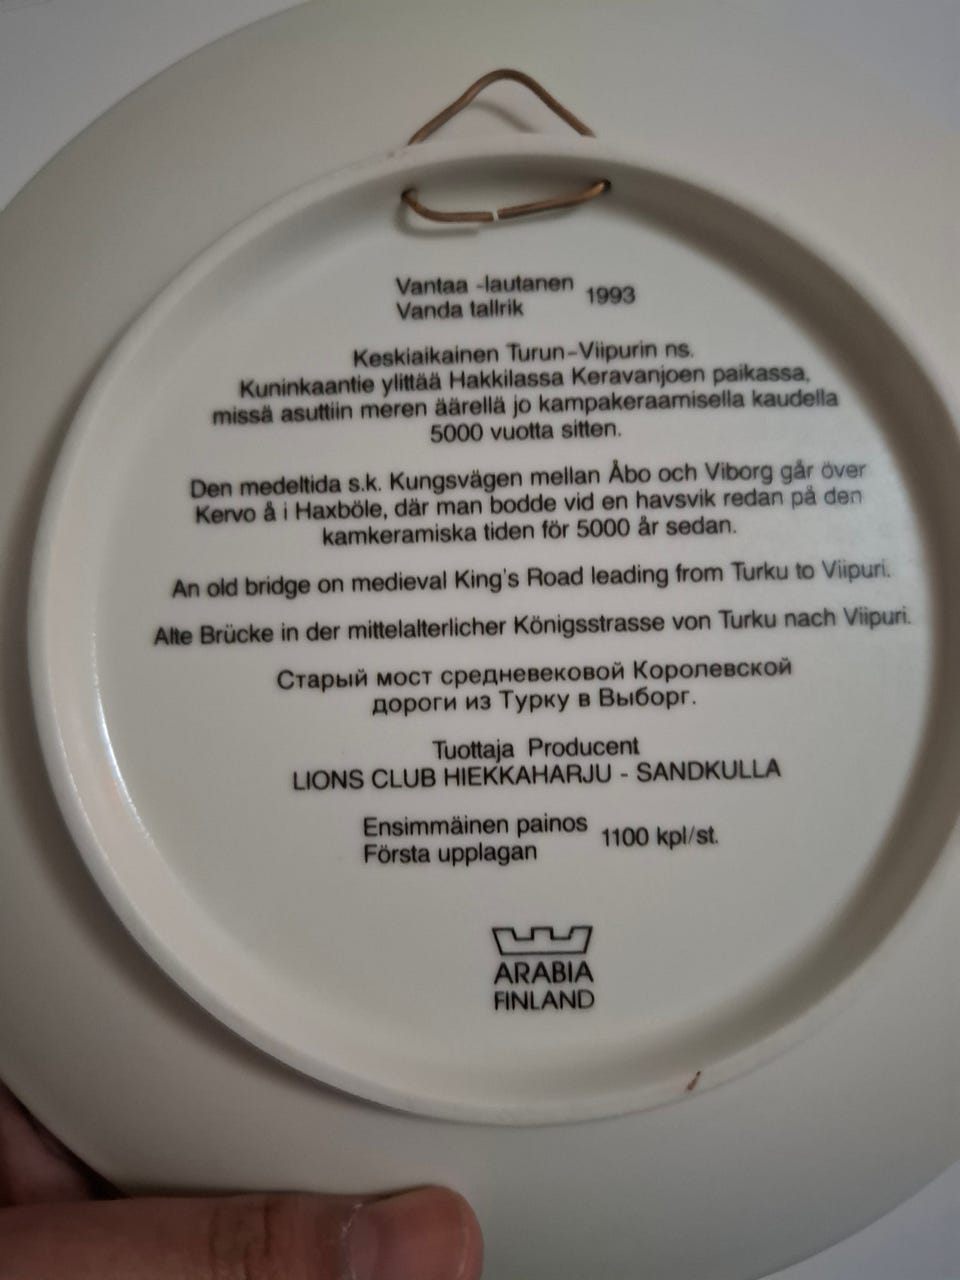 Vantaa -lautanen 1993
Vanda tallrik
Keskiaikainen Turun-Viipurin ns.
Kuninkaantie ylittää Hakkilassa Keravanjoen paikassa,
missä asuttiin meren äärellä jo kampakeraamisella kaudella
5000 vuotta sitten.
Den medeltida s.k. Kungsvägen mellan Åbo och Viborg går över
Kervo å i Haxböle, där man bodde vid en havsvik redan på den
kamkeramiska tiden för 5000 år sedan.
An old bridge on medieval King's Road leading from Turku to Viipuri.
Alte Brücke in der mittelalterlicher Königsstrasse von Turku nach Viipuri.
Старый мост средневековой Королевской
дороги из Турку в Выборг.
Tuottaja Producent
LIONS CLUB HIEKKAHARJU - SANDKULLA
Ensimmäinen painos 1100 kpl/st.
Första upplagan
ARABIA
FINLAND